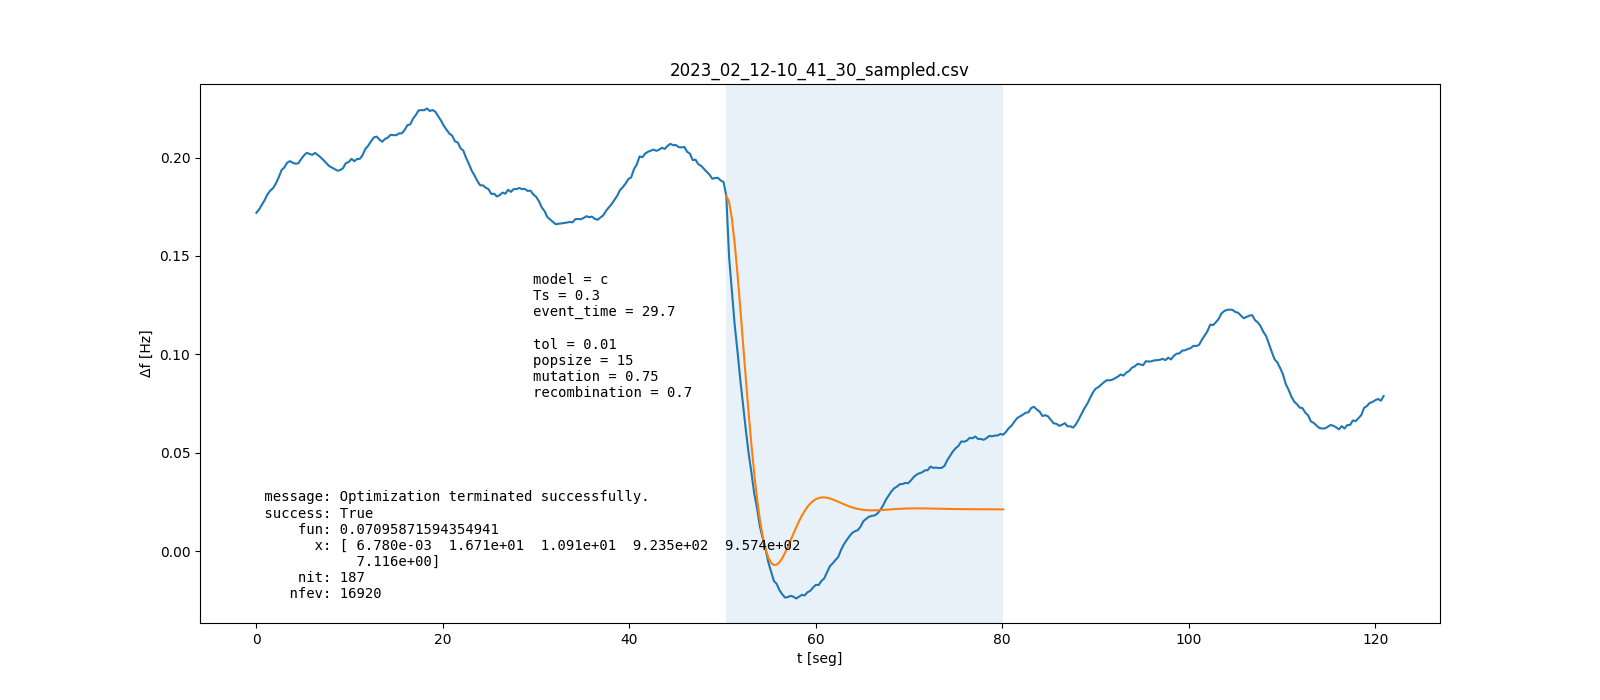 2023_02_12-10_41_30_sampled.csv
0.20
0.15
0.10
0.05
0.00
Δf [Hz]
model = c
Ts = 0.3
event_time = 29.7
tol = 0.01
popsize = 15
mutation = 0.75
recombination = 0.7
message: Optimization terminated successfully.
success: True
fun: 0.07095871594354941
x: [ 6.780e-03 1.671e+01 1.091e+01 9.235e+02 9.574e+02
7.116e+00]
nit: 187
nfev: 16920
0 20 40 60 80 100 120
t [seg]